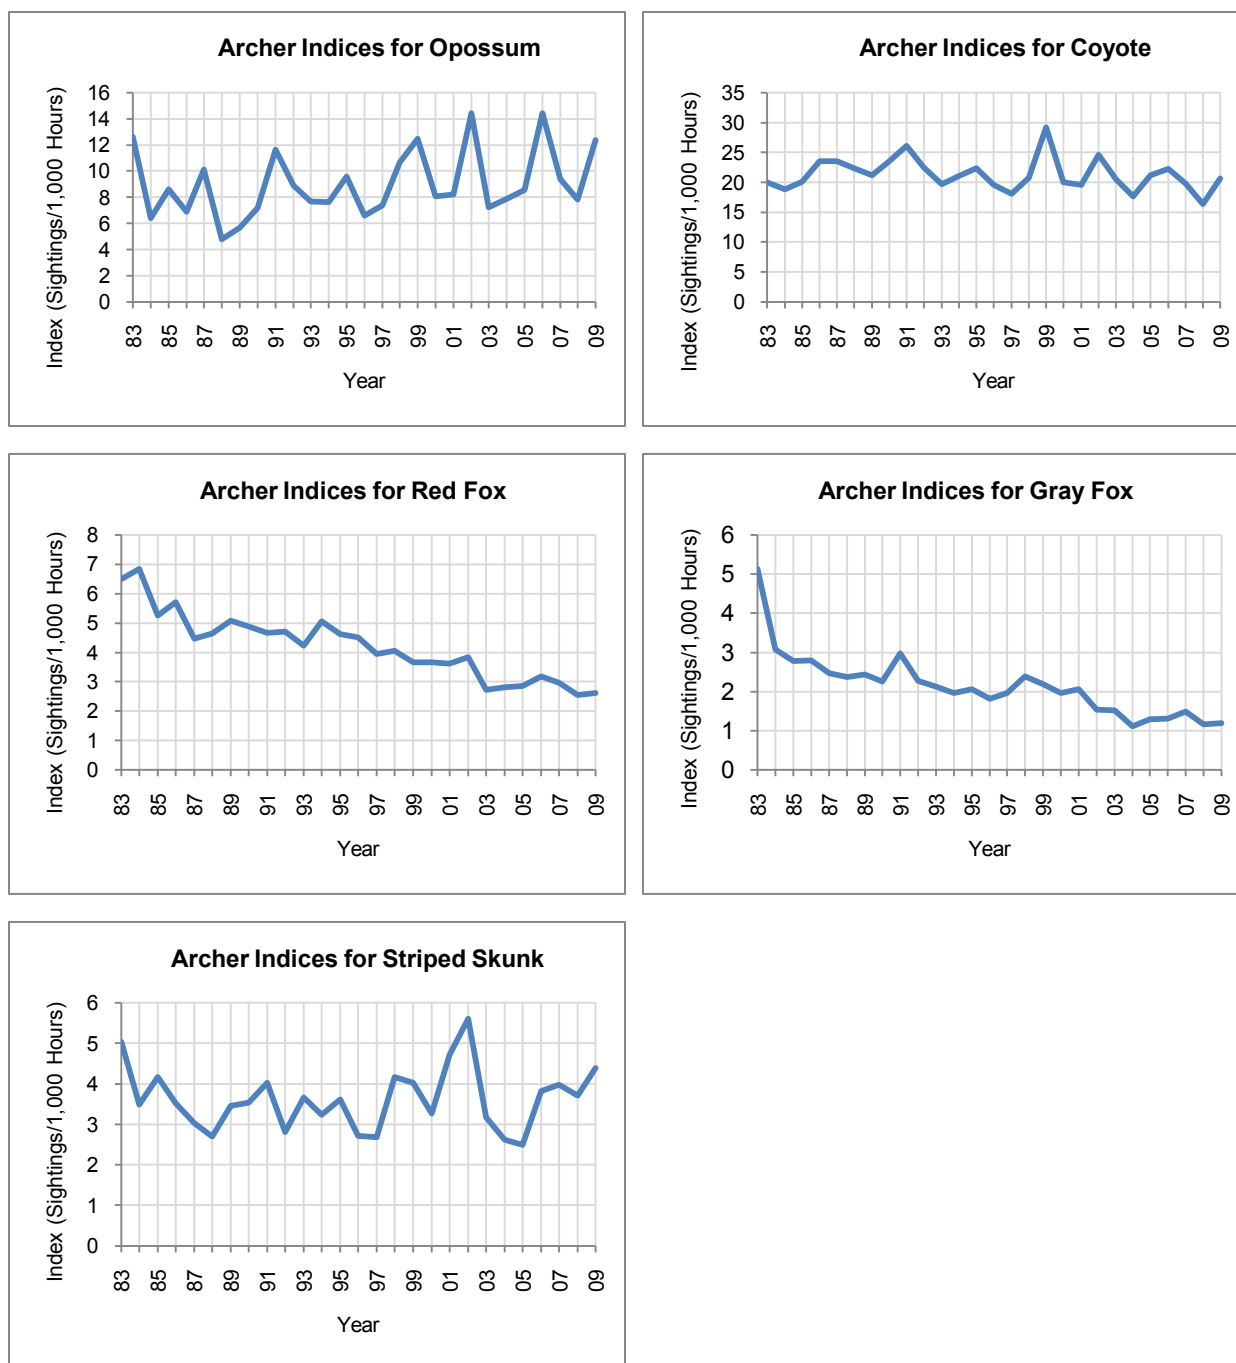 Archer Indices for Opossum
Index (Sightings/1,000 Hours)
16
14
12
10
8
6
4
2
0
83 85 87 89 91 93 95 97 99 01 03 05 07 09
Year
Archer Indices for Coyote
Index (Sightings/1,000 Hours)
35
30
25
20
15
10
5
0
83 85 87 89 91 93 95 97 99 01 03 05 07 09
Year
Archer Indices for Red Fox
Index (Sightings/1,000 Hours)
8
7
6
5
4
3
2
1
0
83 85 87 89 91 93 95 97 99 01 03 05 07 09
Year
Archer Indices for Gray Fox
Index (Sightings/1,000 Hours)
6
5
4
3
2
1
0
83 85 87 89 91 93 95 97 99 01 03 05 07 09
Year
Archer Indices for Striped Skunk
Index (Sightings/1,000 Hours)
6
5
4
3
2
1
0
83 85 87 89 91 93 95 97 99 01 03 05 07 09
Year